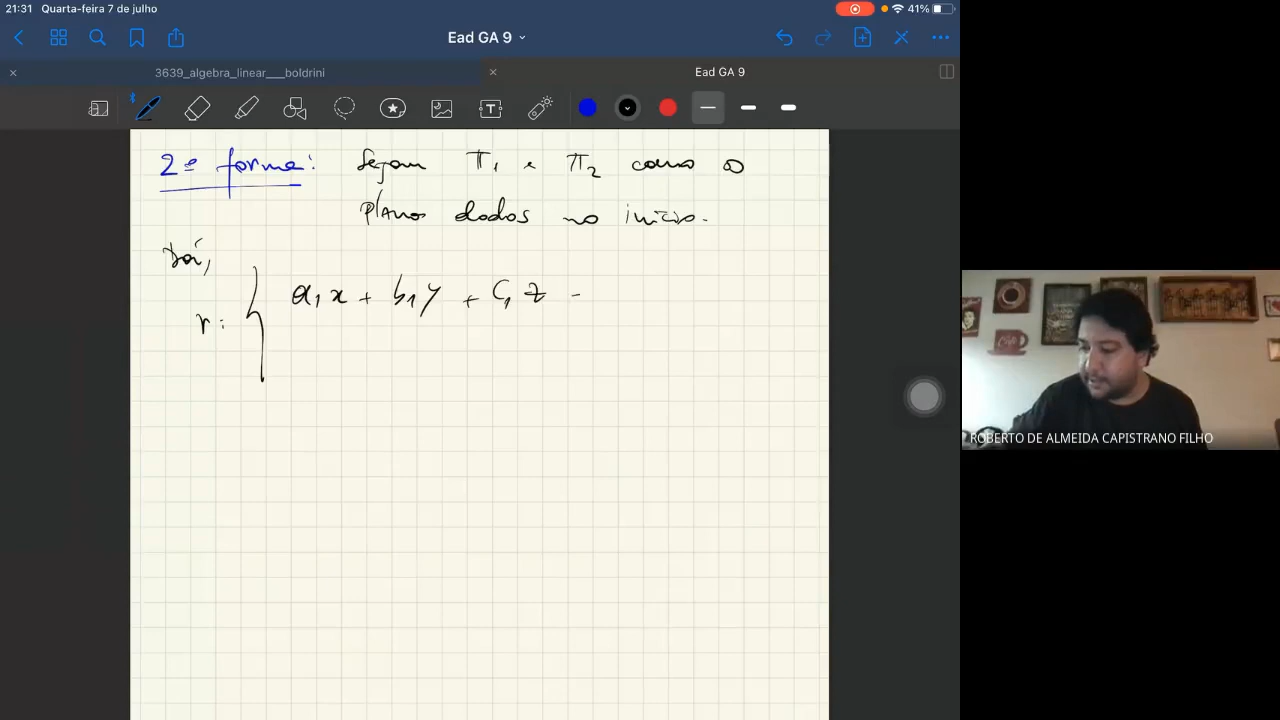 21:31 Quarta-feira 7 de julho
41%
Ead GA 9
3639_algebra_linear___boldrini
Ead GA 9
2ª forma: Sejam π₁ e π₂ como o
planos dados no início.
Daí,
r: { a₁x + b₁y + c₁z -
ROBERTO DE ALMEIDA CAPISTRANO FILHO